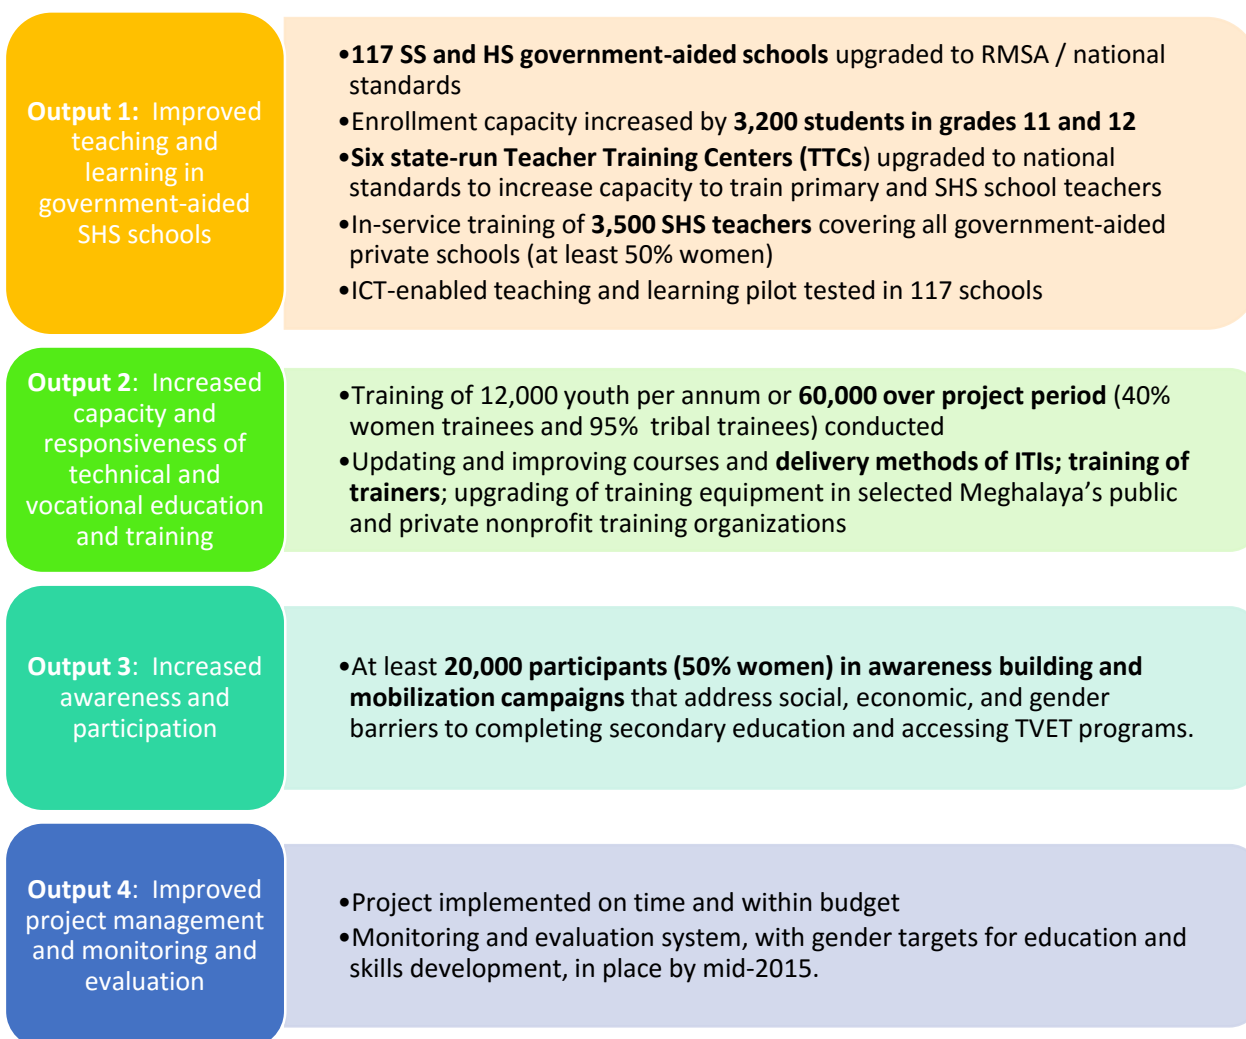 Output 1:  Improved
teaching and
learning in
government-aided
SHS schools
•117 SS and HS government-aided schools upgraded to RMSA / national
standards
•Enrollment capacity increased by 3,200 students in grades 11 and 12
•Six state-run Teacher Training Centers (TTCs) upgraded to national
standards to increase capacity to train primary and SHS school teachers
•In-service training of 3,500 SHS teachers covering all government-aided
private schools (at least 50% women)
•ICT-enabled teaching and learning pilot tested in 117 schools
Output 2:  Increased
capacity and
responsiveness of
technical and
vocational education
and training
•Training of 12,000 youth per annum or 60,000 over project period (40%
women trainees and 95%  tribal trainees) conducted
•Updating and improving courses and delivery methods of ITIs; training of
trainers; upgrading of training equipment in selected Meghalaya's public
and private nonprofit training organizations
Output 3:  Increased
awareness and
participation
•At least 20,000 participants (50% women) in awareness building and
mobilization campaigns that address social, economic, and gender
barriers to completing secondary education and accessing TVET programs.
Output 4:  Improved
project management
and monitoring and
evaluation
•Project implemented on time and within budget
•Monitoring and evaluation system, with gender targets for education and
skills development, in place by mid-2015.